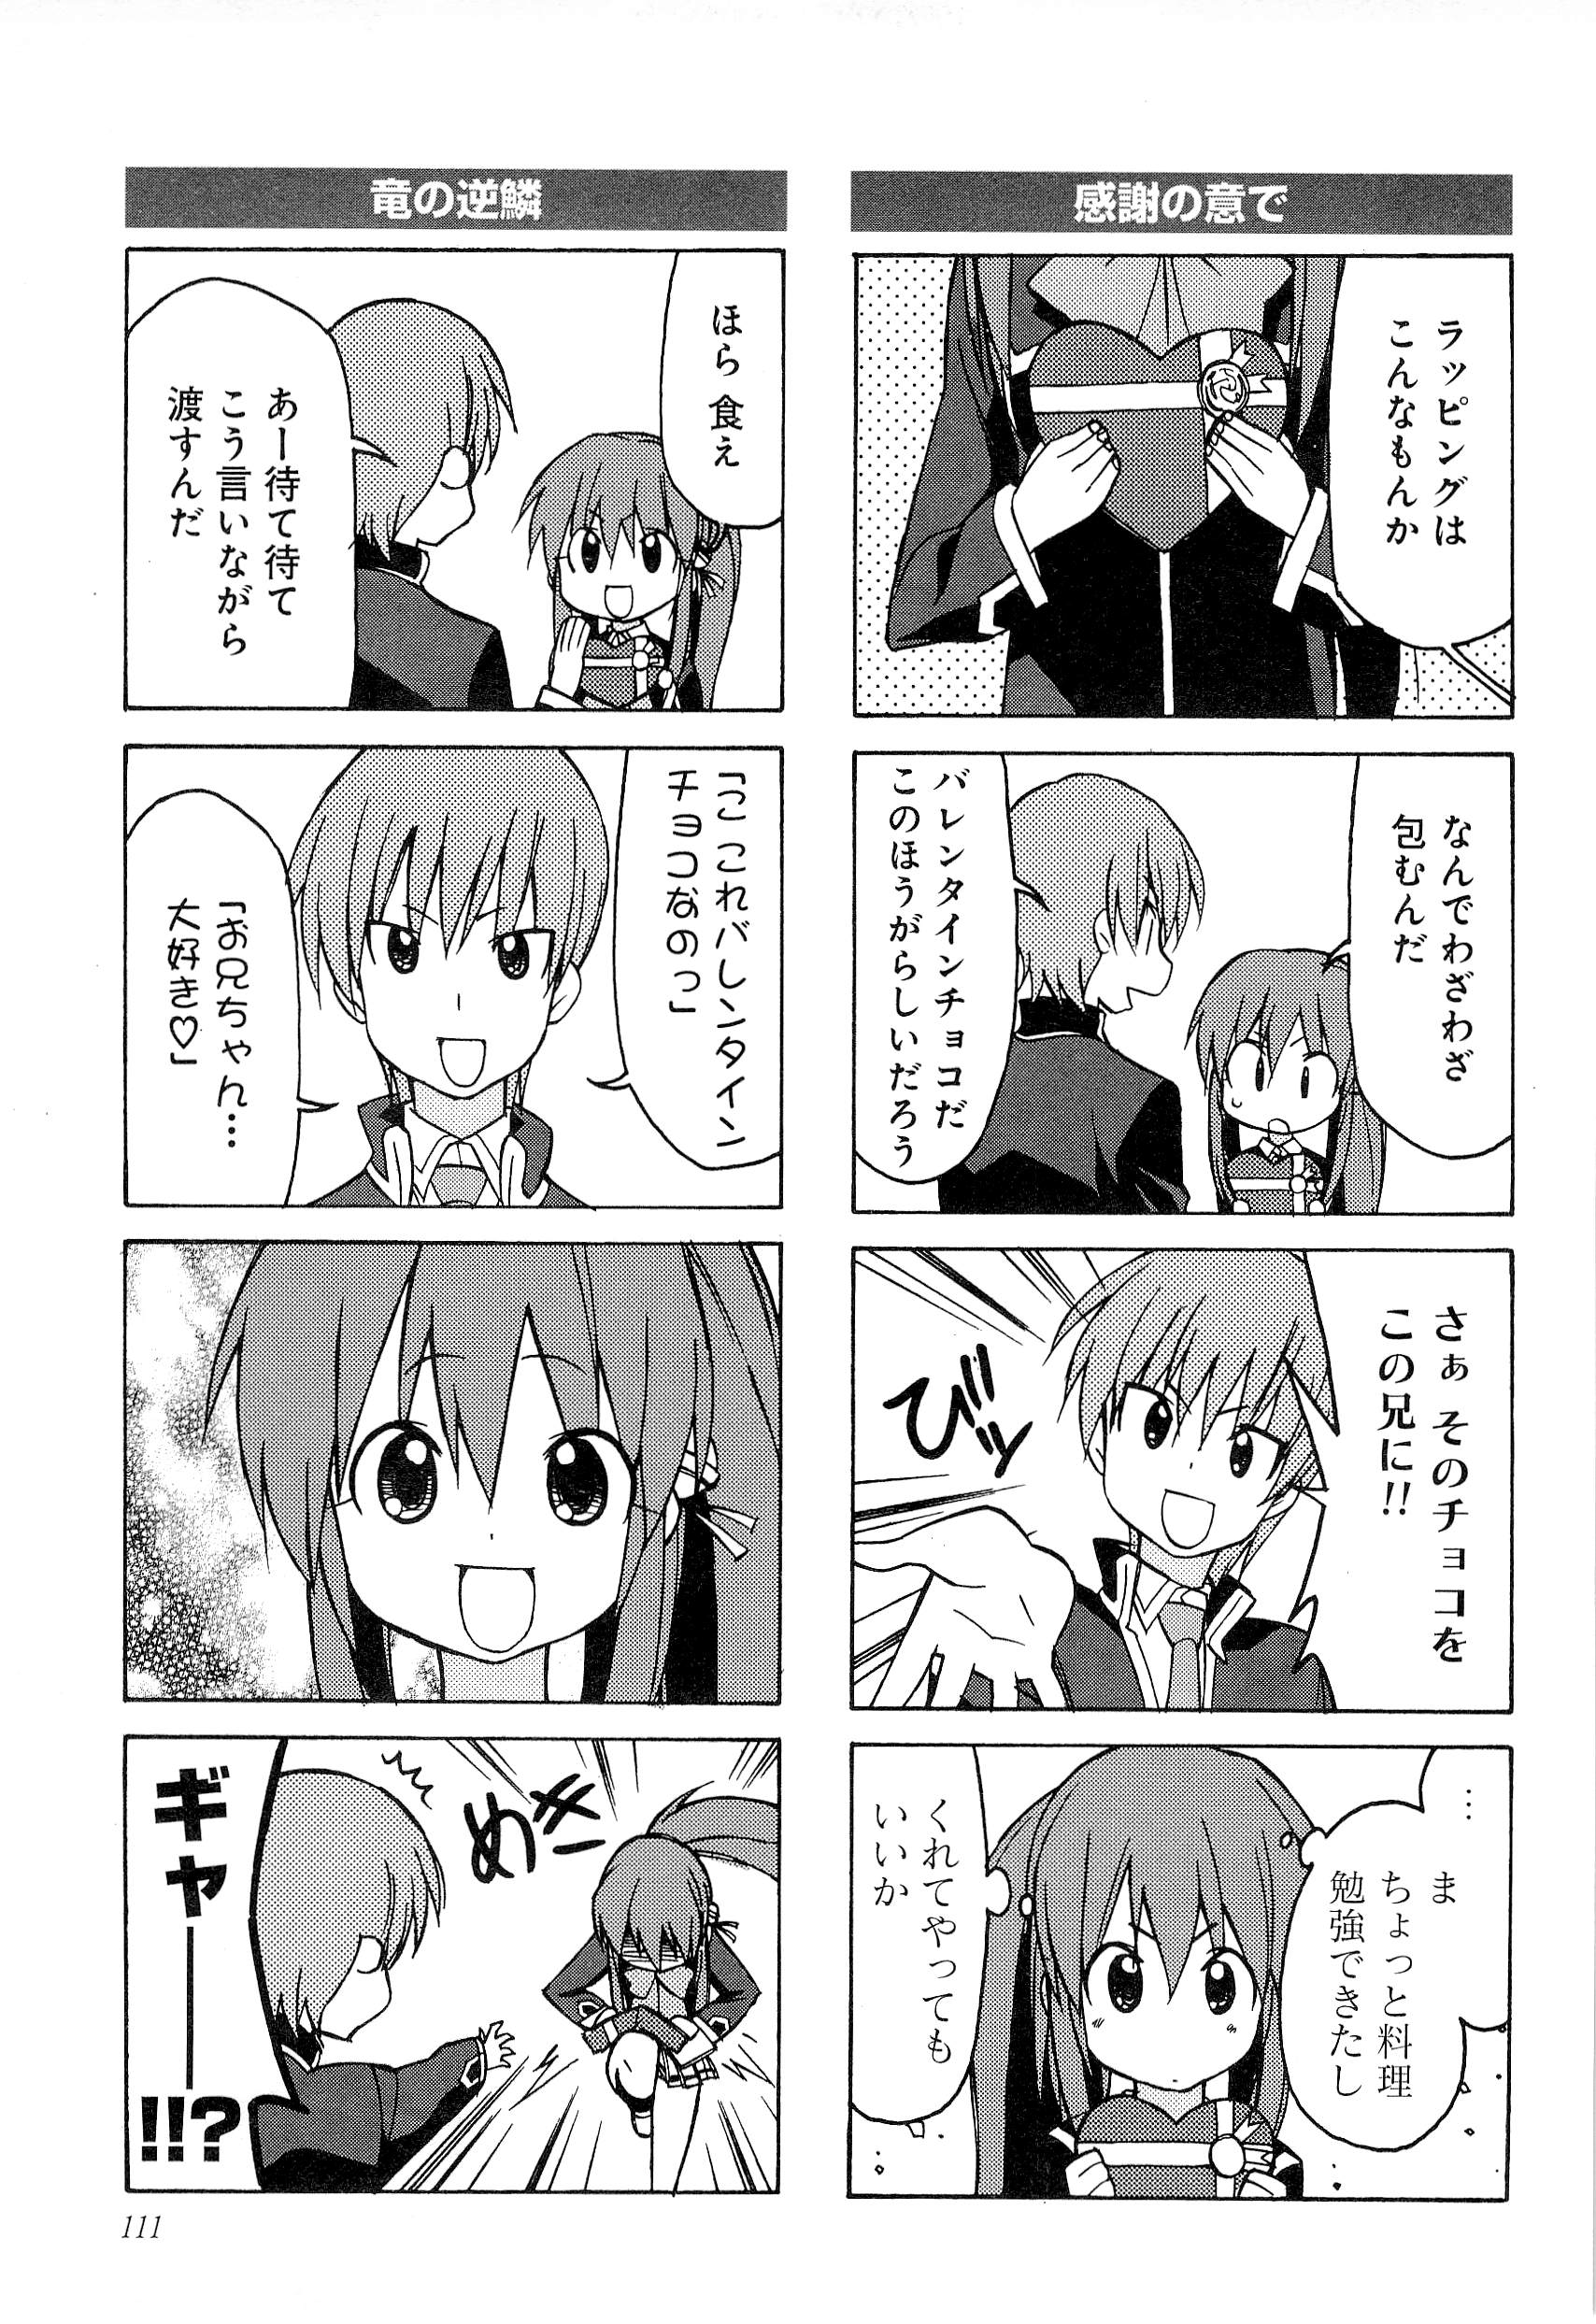 感謝の意で
ラッピングは
こんなもんか
なんでわざわざ
包むんだ
バレンタインチョコだ
このほうがらしいだろう
さぁ そのチョコを
この兄に!!
びッ
…
ま
ちょっと料理
勉強できたし
くれてやっても
いいか
竜の逆鱗
ほら 食え
あー待て待て
こう言いながら
渡すんだ
「こ これバレンタイン
チョコなのっ」
「お兄ちゃん…
大好き♡」
めき
ギャ――!!?
111